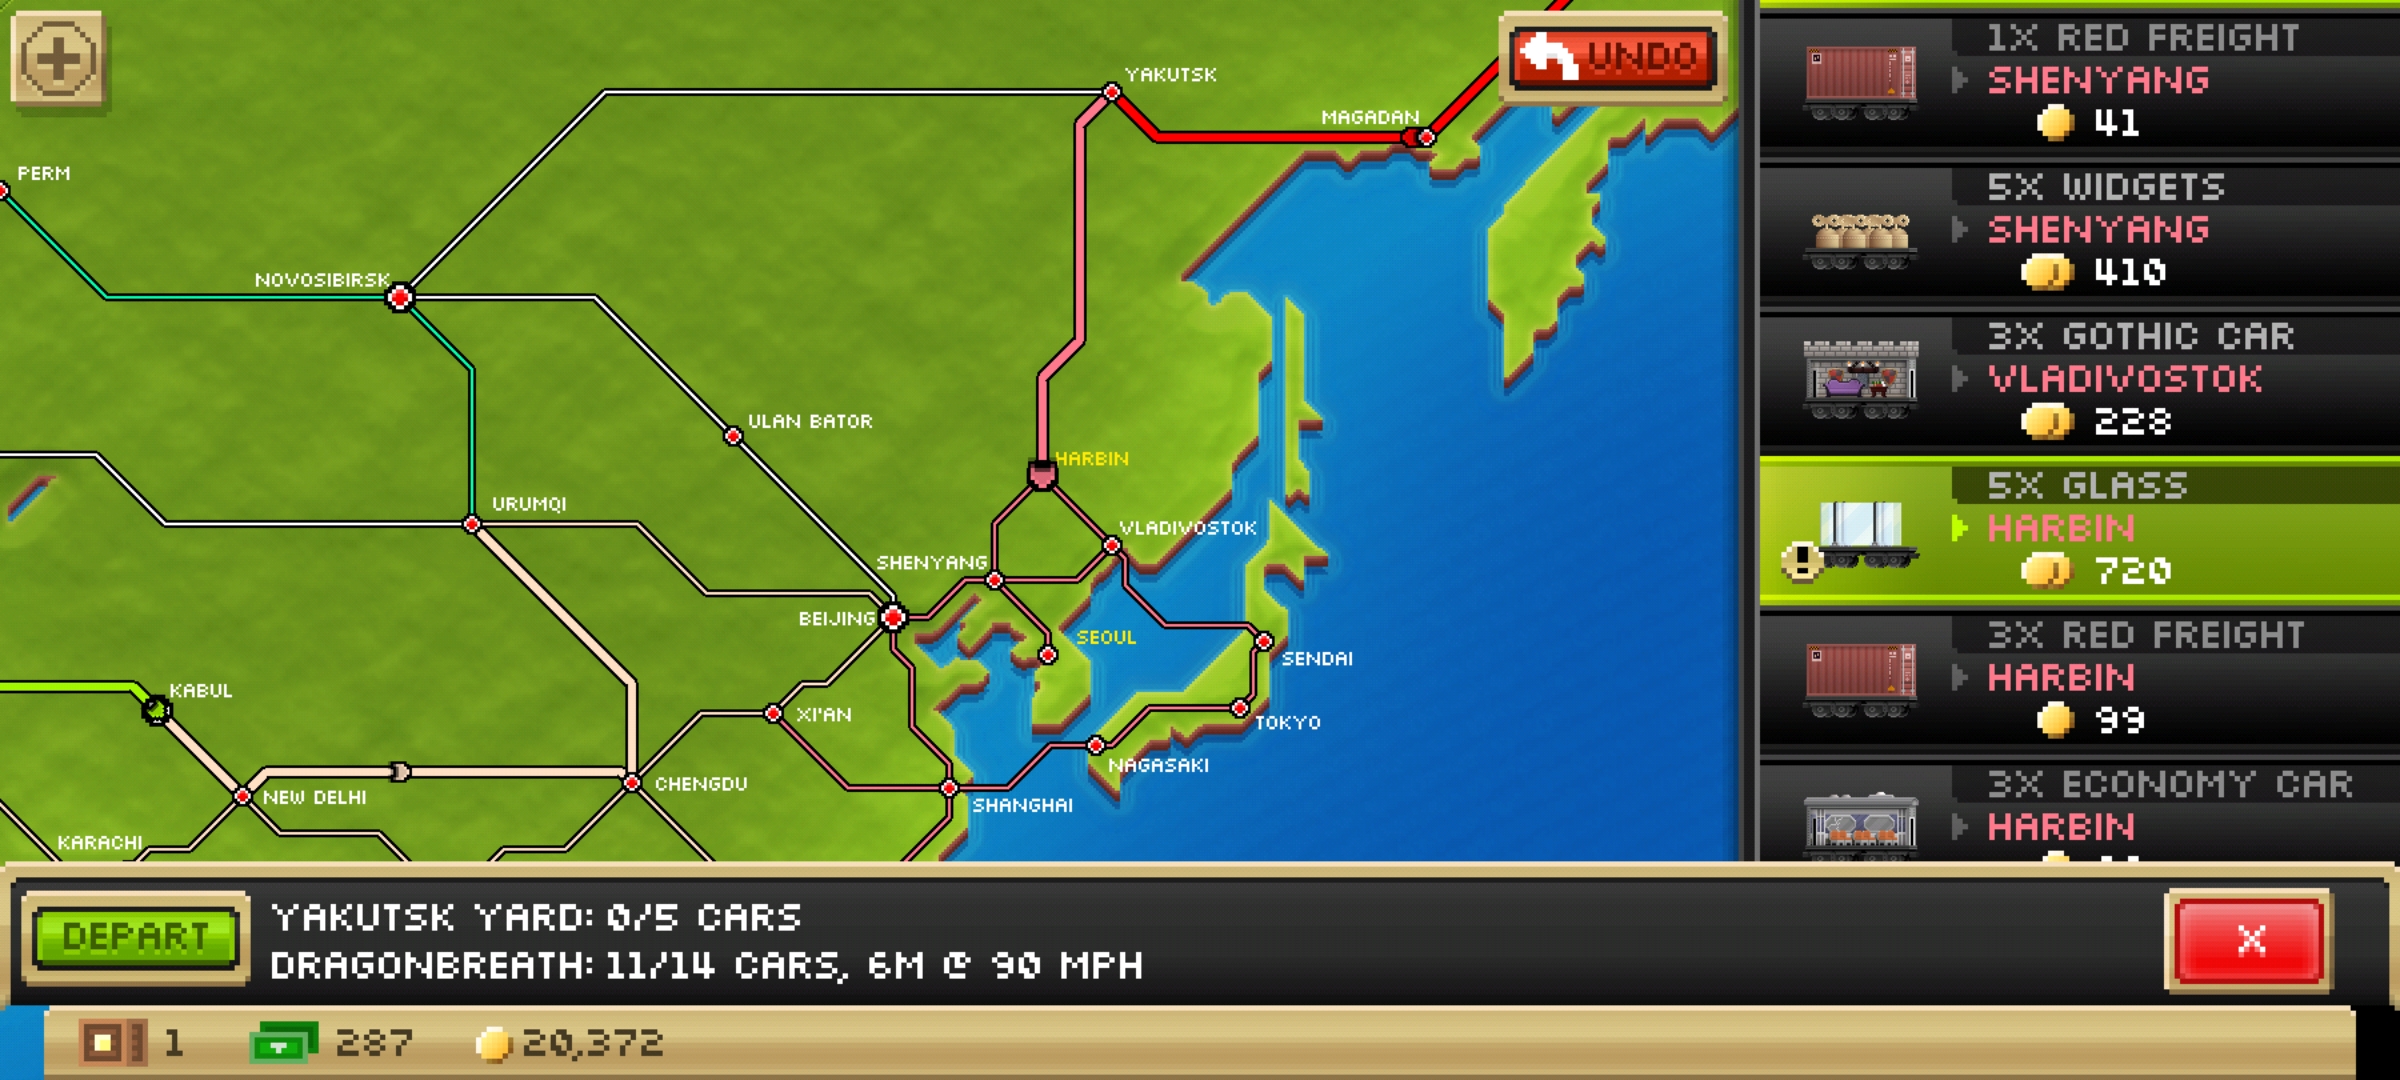 UNDO
YAKUTSK
MAGADAN
PERM
NOVOSIBIRSK
ULAN BATOR
HARBIN
URUMQI
VLADIVOSTOK
SHENYANG
BEIJING
SEOUL
SENDAI
KABUL
XI'AN
TOKYO
NAGASAKI
CHENGDU
NEW DELHI
SHANGHAI
KARACHI
1X RED FREIGHT
SHENYANG
41
5X WIDGETS
SHENYANG
410
3X GOTHIC CAR
VLADIVOSTOK
228
5X GLASS
HARBIN
!
720
3X RED FREIGHT
HARBIN
99
3X ECONOMY CAR
HARBIN
DEPART
YAKUTSK YARD: 0/5 CARS
DRAGONBREATH: 11/14 CARS, 6M @ 90 MPH
X
1
287
20,372